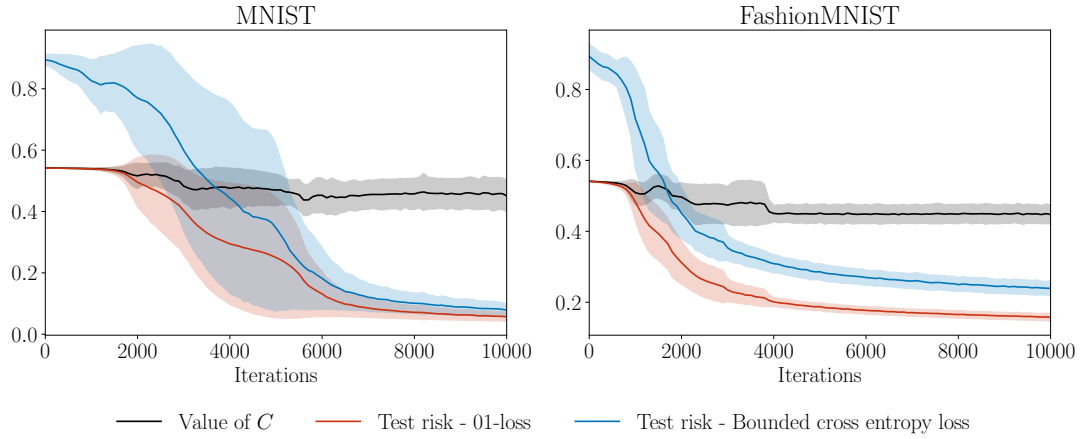 MNIST
0.8
0.6
0.4
0.2
0.0
0 2000 4000 6000 8000 10000
Iterations
FashionMNIST
0.8
0.6
0.4
0.2
0 2000 4000 6000 8000 10000
Iterations
Value of C Test risk - 01-loss Test risk - Bounded cross entropy loss